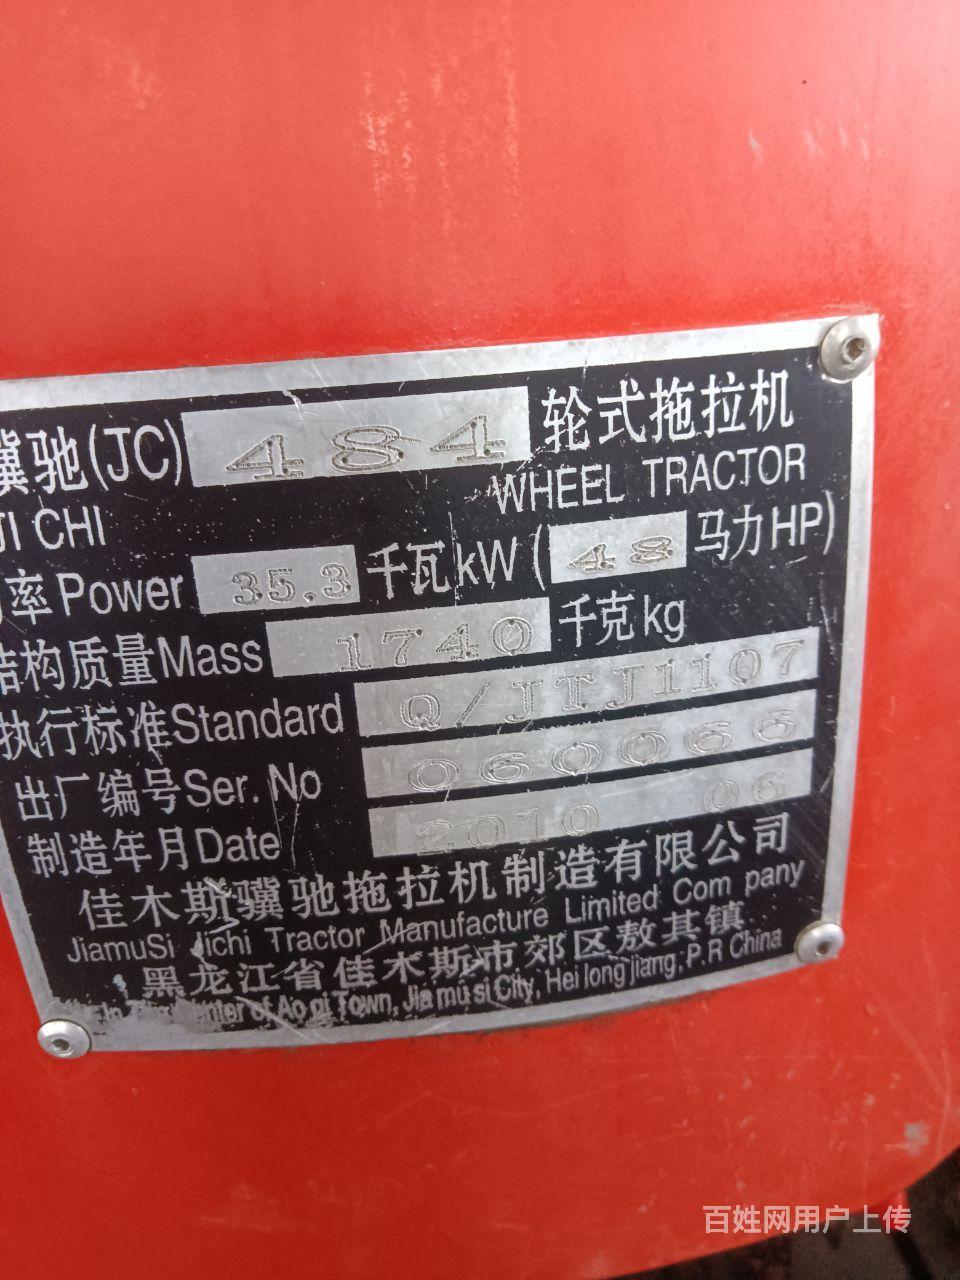 骥驰(JC) 484 轮式拖拉机
JI CHI WHEEL TRACTOR
率Power 35.3 千瓦kW (48 马力HP)
结构质量Mass 1740 千克kg
执行标准Standard Q/JTJ1107
出厂编号Ser. No 060066
制造年月Date 2010 06
佳木斯骥驰拖拉机制造有限公司
JiamuSi Jichi Tractor Manufacture Limited Com pany
黑龙江省佳木斯市郊区敖其镇
In The Center of Ao qi Town, Jia mu si City, Hei long jiang, P.R China
百姓网用户上传